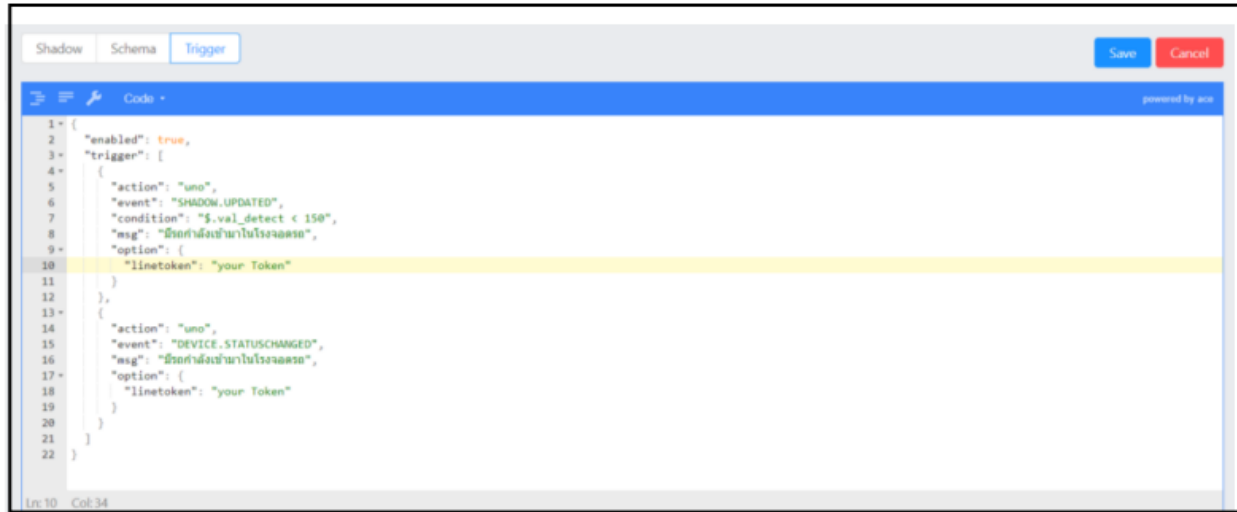 Shadow Schema Trigger Save Cancel
Code powered by ace
1 {
2 "enabled": true,
3 "trigger": [
4 {
5 "action": "uno",
6 "event": "SHADOW.UPDATED",
7 "condition": "$.val_detect < 150",
8 "msg": "มีรถกำลังเข้ามาในโรงจอดรถ",
9 "option": {
10 "linetoken": "your Token"
11 }
12 },
13 {
14 "action": "uno",
15 "event": "DEVICE.STATUSCHANGED",
16 "msg": "มีรถกำลังเข้ามาในโรงจอดรถ",
17 "option": {
18 "linetoken": "your Token"
19 }
20 }
21 ]
22 }
Ln:10 Col:34